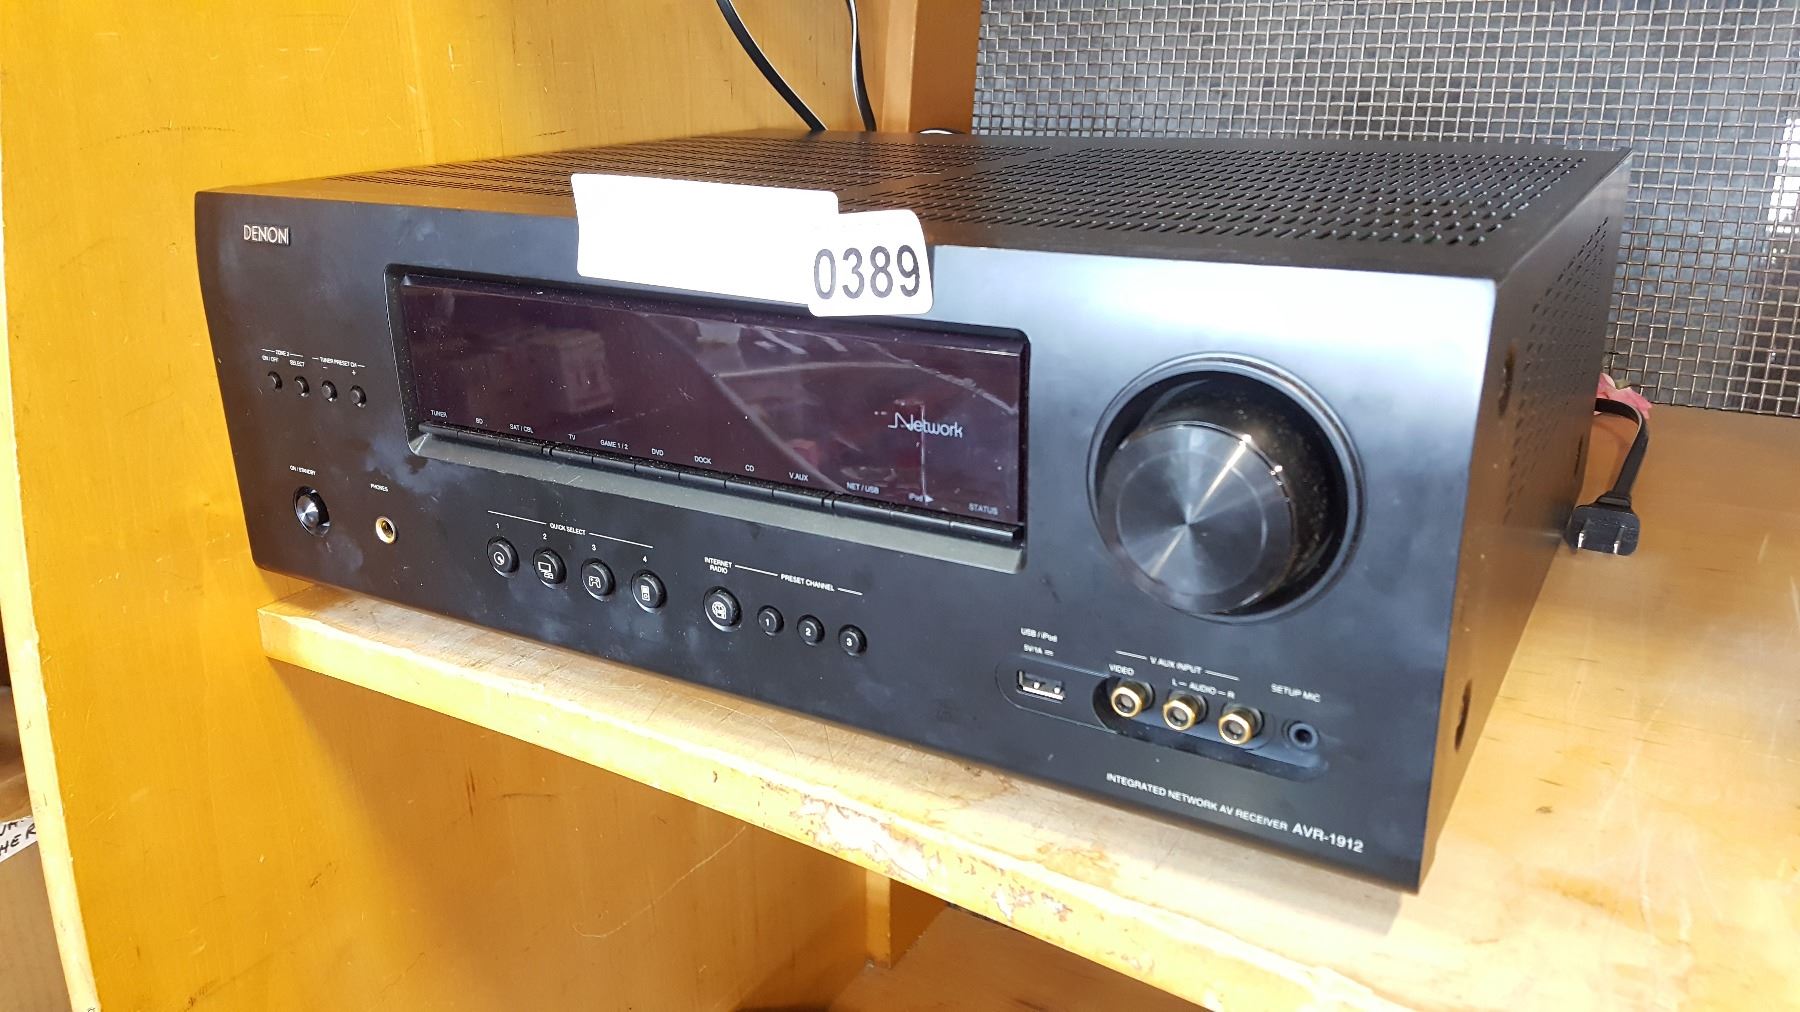 DENON
0389
ZONE 2
TUNER PRESET CH
ON / OFF
SELECT
-
+
Network
TUNER
BD
SAT / CBL
TV
GAME 1 / 2
DVD
DOCK
CD
V.AUX
NET / USB
iPod ▶
STATUS
ON / STANDBY
PHONES
QUICK SELECT
1
2
3
4
INTERNET
RADIO
PRESET CHANNEL
1
2
3
USB / iPod
5V/1A
V.AUX INPUT
VIDEO
L - AUDIO - R
SETUP MIC
INTEGRATED NETWORK AV RECEIVER AVR-1912